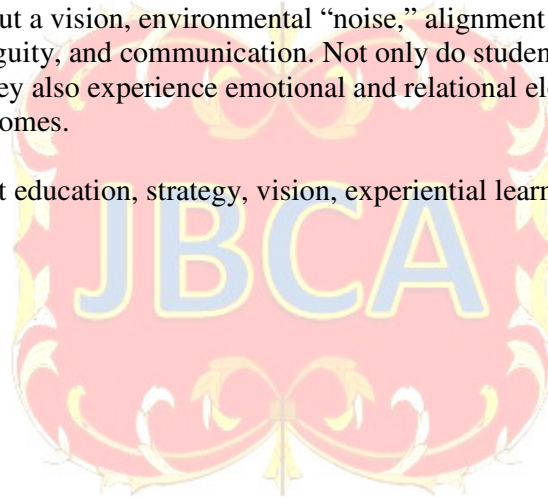 ut a vision, environmental “noise,” alignment
guity, and communication. Not only do studen
ey also experience emotional and relational el
omes.
t education, strategy, vision, experiential learn
JBCA